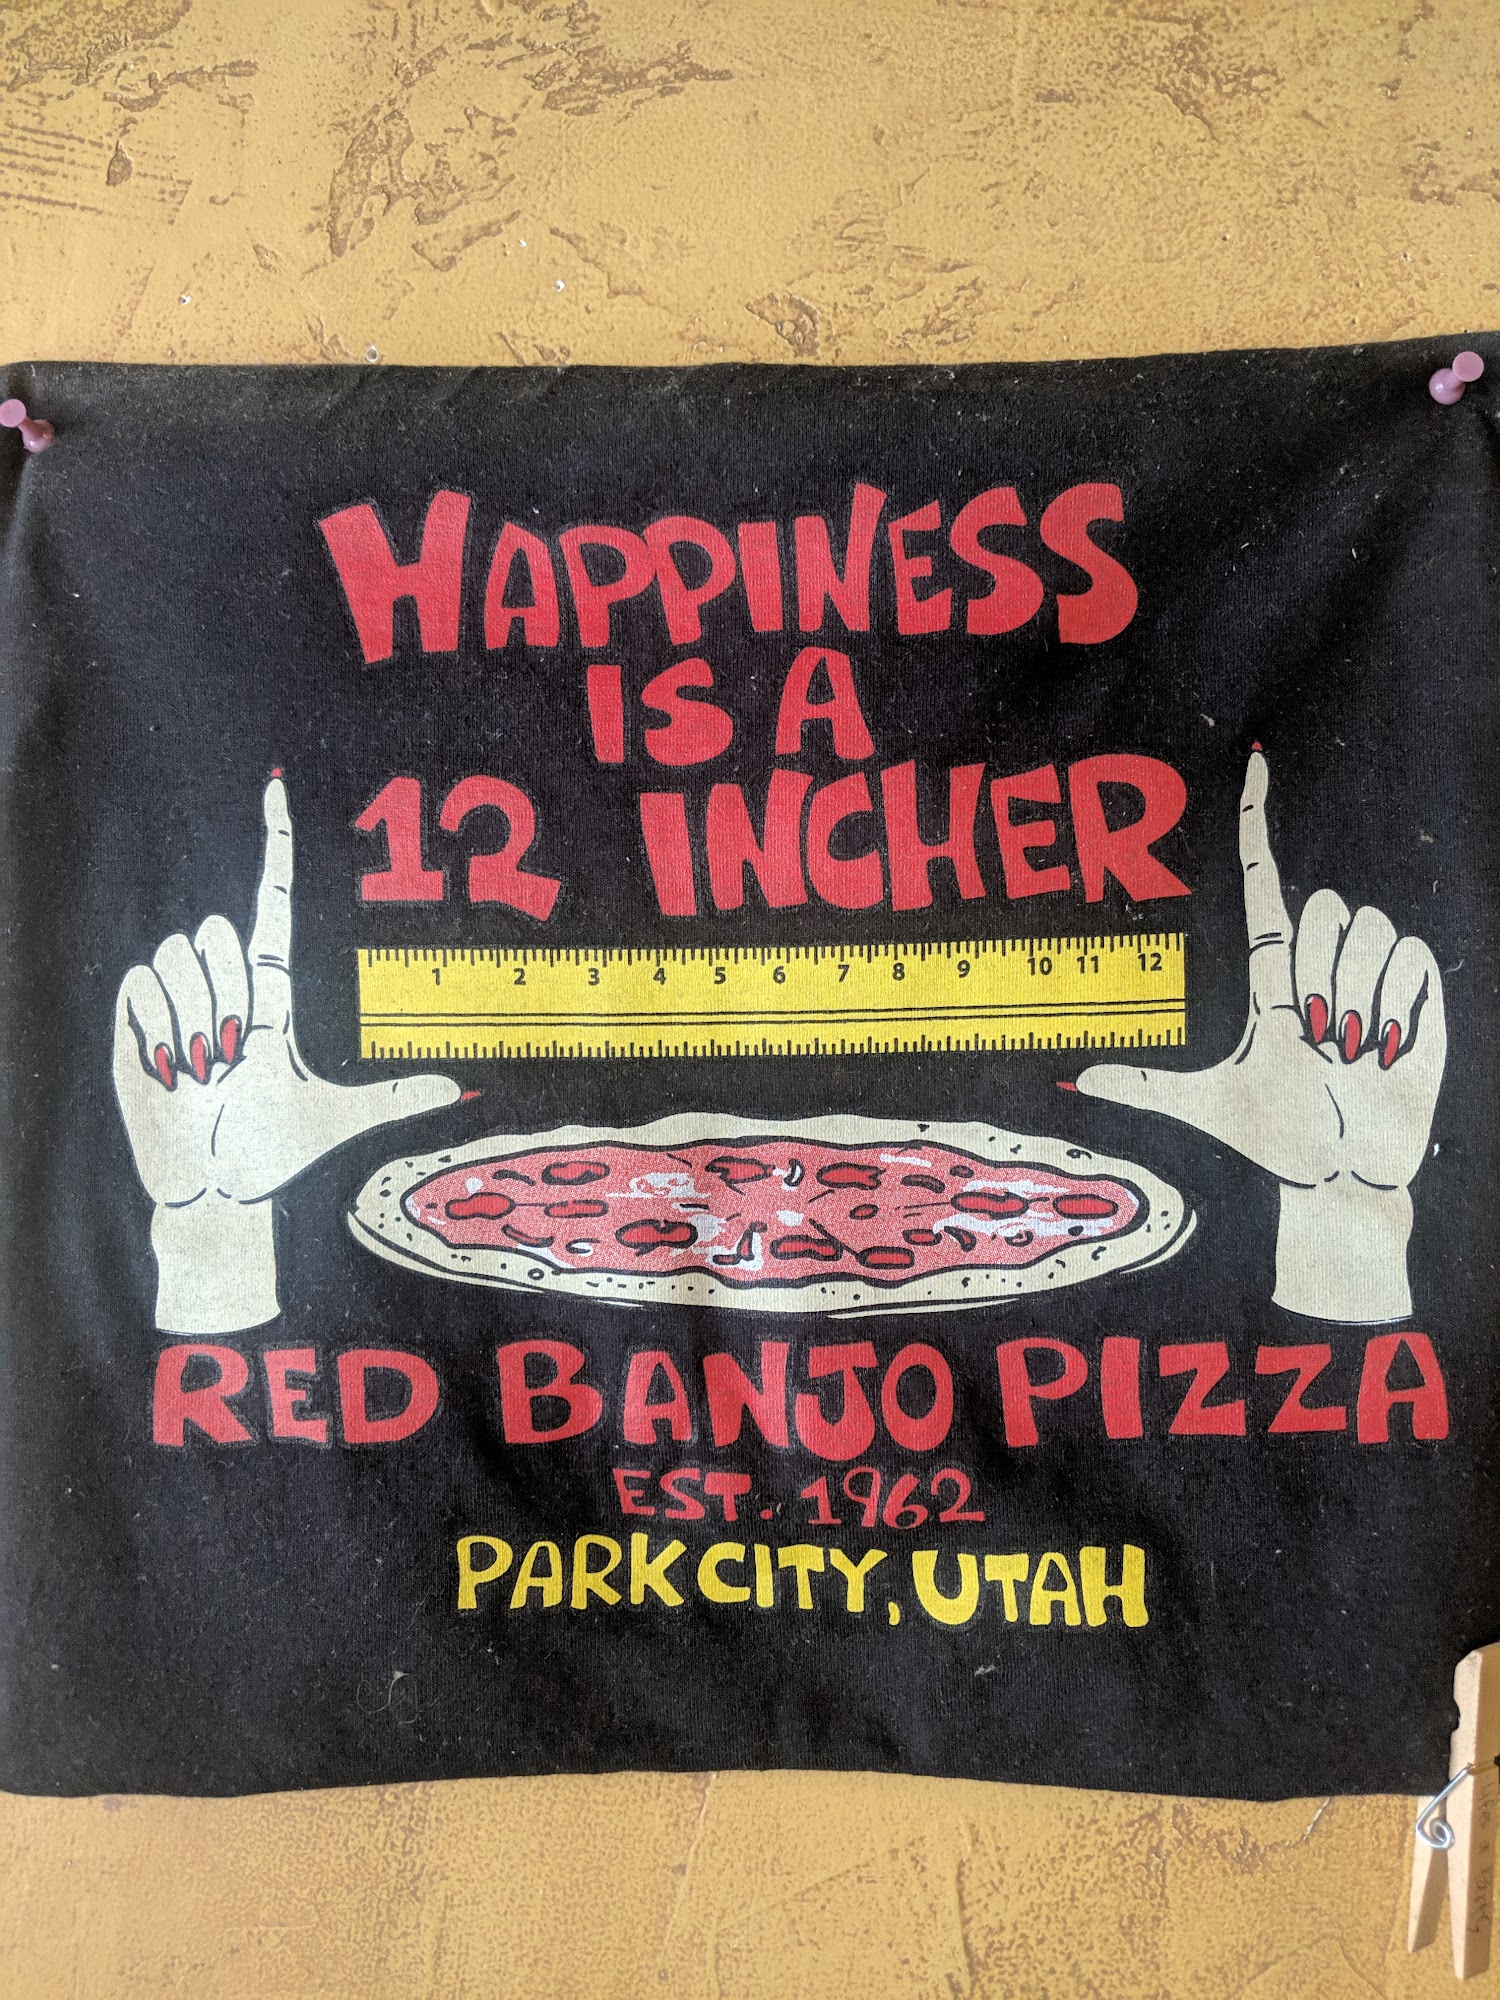 HAPPINESS
IS A
12 INCHER
1 2 3 4 5 6 7 8 9 10 11 12
RED BANJO PIZZA
EST. 1962
PARK CITY, UTAH